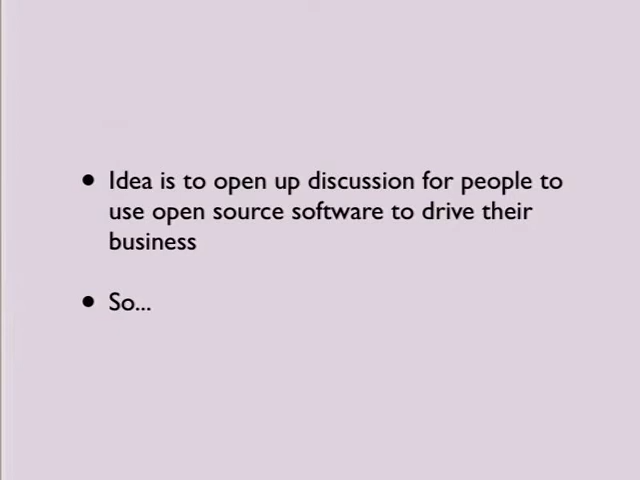 • Idea is to open up discussion for people to
use open source software to drive their
business
• So...